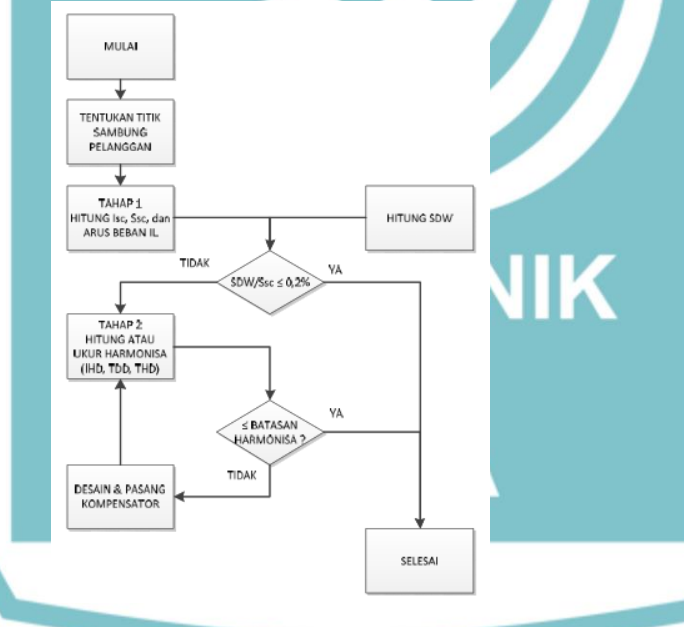 MULAI
TENTUKAN TITIK
SAMBUNG
PELANGGAN
TAHAP 1
HITUNG Isc, Ssc, dan
ARUS BEBAN IL
HITUNG SDW
TIDAK
SDW/Ssc ≤ 0,2%
YA
TAHAP 2
HITUNG ATAU
UKUR HARMONISA
(IHD, TDD, THD)
≤ BATASAN
HARMONISA ?
YA
TIDAK
DESAIN & PASANG
KOMPENSATOR
SELESAI
NIK